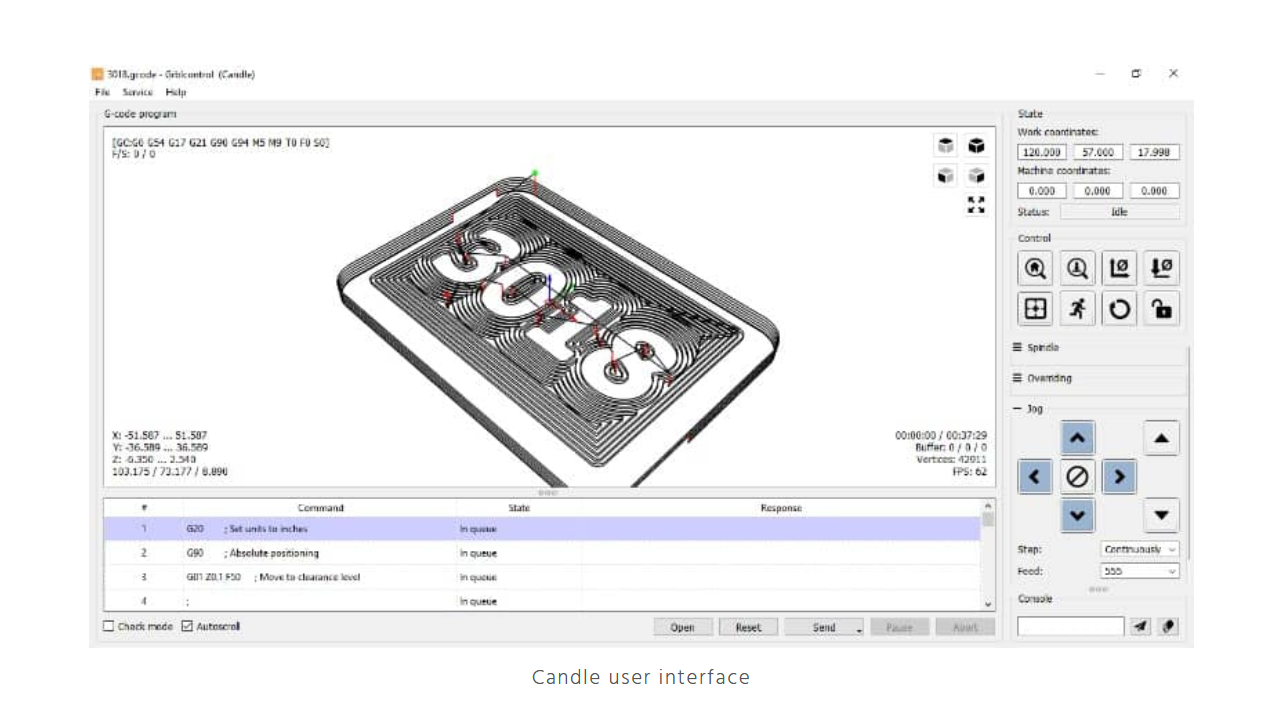 3018.gcode - Grblcontrol (Candle)
File Service Help
G-code program
[GC:G0 G54 G17 G21 G90 G94 M5 M9 T0 F0 S0]
F/S: 0 / 0
3018
X: -51.587 ... 51.587
Y: -36.589 ... 36.589
Z: -6.350 ... 2.540
103.175 / 73.177 / 8.890
00:00:00 / 00:37:29
Buffer: 0 / 0 / 0
Vertices: 42911
FPS: 62
# Command State Response
1 G20 ; Set units to inches In queue
2 G90 ; Absolute positioning In queue
3 G01 Z0.1 F50 ; Move to clearance level In queue
4 ; In queue
Check mode Autoscroll Open Reset Send Pause Abort
State
Work coordinates:
120.000 57.000 17.998
Machine coordinates:
0.000 0.000 0.000
Status: Idle
Control
Spindle
Overriding
Jog
Step: Continuously
Feed: 555
Console
Candle user interface